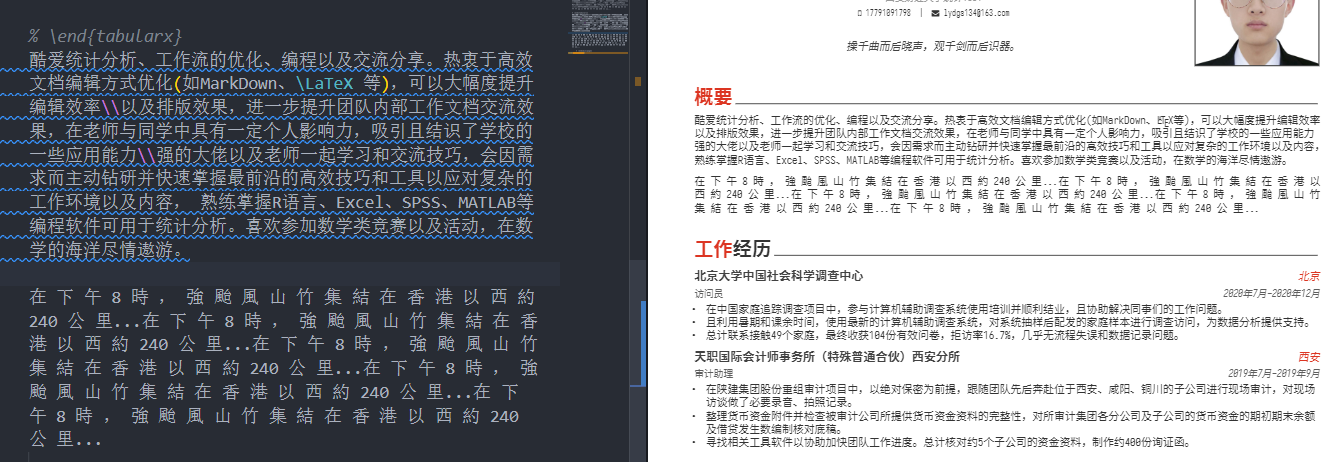 % \end{tabularx}
酷爱统计分析、工作流的优化、编程以及交流分享。热衷于高效
文档编辑方式优化(如MarkDown、\LaTeX 等)，可以大幅度提升
编辑效率\\以及排版效果，进一步提升团队内部工作文档交流效
果，在老师与同学中具有一定个人影响力，吸引且结识了学校的
一些应用能力\\强的大佬以及老师一起学习和交流技巧，会因需
求而主动钻研并快速掌握最前沿的高效技巧和工具以应对复杂的
工作环境以及内容， 熟练掌握R语言、Excel、SPSS、MATLAB等
编程软件可用于统计分析。喜欢参加数学类竞赛以及活动，在数
学的海洋尽情遨游。
在 下 午 8 時 ， 強 颱 風 山 竹 集 結 在 香 港 以 西 約
240 公 里...在 下 午 8 時 ， 強 颱 風 山 竹 集 結 在 香
港 以 西 約 240 公 里...在 下 午 8 時 ， 強 颱 風 山 竹
集 結 在 香 港 以 西 約 240 公 里...在 下 午 8 時 ， 強
颱 風 山 竹 集 結 在 香 港 以 西 約 240 公 里...在 下
午 8 時 ， 強 颱 風 山 竹 集 結 在 香 港 以 西 約 240
公 里...
17791091798 | lydgs134@163.com
操千曲而后晓声，观千剑而后识器。
概要
酷爱统计分析、工作流的优化、编程以及交流分享。热衷于高效文档编辑方式优化(如MarkDown、LaTeX等)，可以大幅度提升编辑效率
以及排版效果，进一步提升团队内部工作文档交流效果，在老师与同学中具有一定个人影响力，吸引且结识了学校的一些应用能力
强的大佬以及老师一起学习和交流技巧，会因需求而主动钻研并快速掌握最前沿的高效技巧和工具以应对复杂的工作环境以及内容，
熟练掌握R语言、Excel、SPSS、MATLAB等编程软件可用于统计分析。喜欢参加数学类竞赛以及活动，在数学的海洋尽情遨游。
在 下 午 8 時 ， 強 颱 風 山 竹 集 結 在 香 港 以 西 約 240 公 里...在 下 午 8 時 ， 強 颱 風 山 竹 集 結 在 香 港 以
西 約 240 公 里...在 下 午 8 時 ， 強 颱 風 山 竹 集 結 在 香 港 以 西 約 240 公 里...在 下 午 8 時 ， 強 颱 風 山 竹
集 結 在 香 港 以 西 約 240 公 里...在 下 午 8 時 ， 強 颱 風 山 竹 集 結 在 香 港 以 西 約 240 公 里...
工作经历
北京大学中国社会科学调查中心 北京
访问员 2020年7月-2020年12月
• 在中国家庭追踪调查项目中，参与计算机辅助调查系统使用培训并顺利结业，且协助解决同事们的工作问题。
• 且利用暑期和课余时间，使用最新的计算机辅助调查系统，对系统抽样后配发的家庭样本进行调查访问，为数据分析提供支持。
• 总计联系接触49个家庭，最终收获104份有效问卷，拒访率16.7%，几乎无流程失误和数据记录问题。
天职国际会计师事务所（特殊普通合伙）西安分所 西安
审计助理 2019年7月-2019年9月
• 在陕建集团股份重组审计项目中，以绝对保密为前提，跟随团队先后奔赴位于西安、咸阳、铜川的子公司进行现场审计，对现场
访谈做了必要录音、拍照记录。
• 整理货币资金附件并检查被审计公司所提供货币资金资料的完整性，对所审计集团各分公司及子公司的货币资金的期初期末余额
及借贷发生数编制核对底稿。
• 寻找相关工具软件以协助加快团队工作进度。总计核对约5个子公司的资金资料，制作约400份询证函。